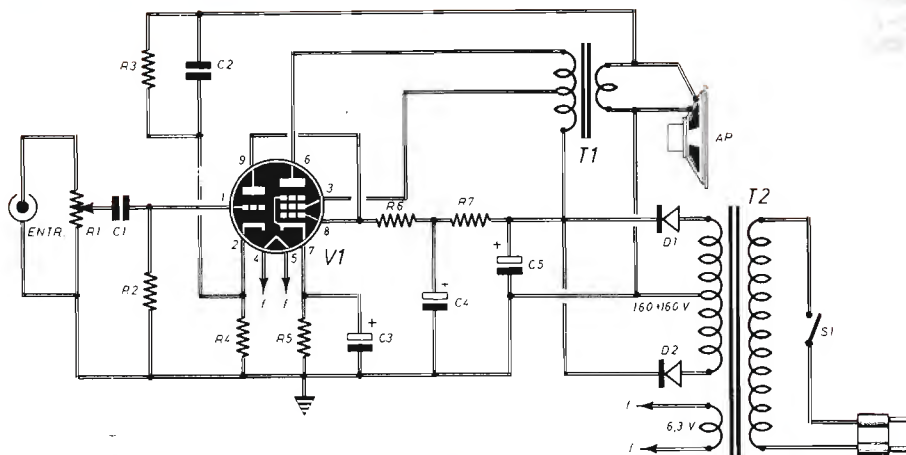 R3
C2
T1
AP
9
6
3
1
8
2
7
4
5
V1
ENTR.
R1
C1
R2
R4
R5
f
f
R6
R7
C3
C4
C5
+
+
+
D1
D2
T2
160+160 V
6,3 V
f
f
S1